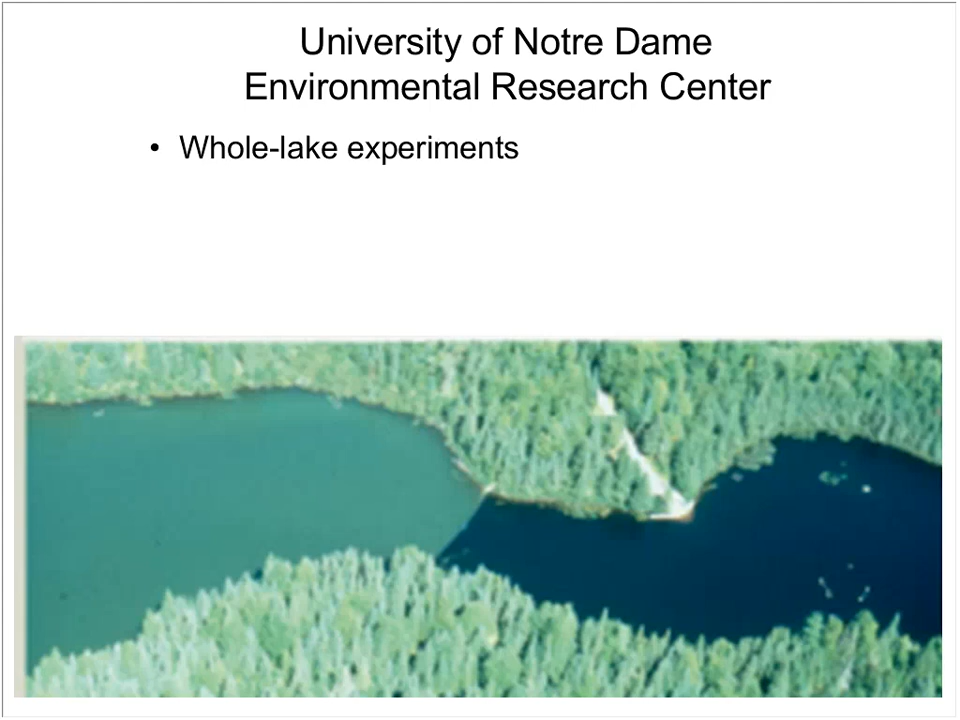 University of Notre Dame
Environmental Research Center
• Whole-lake experiments